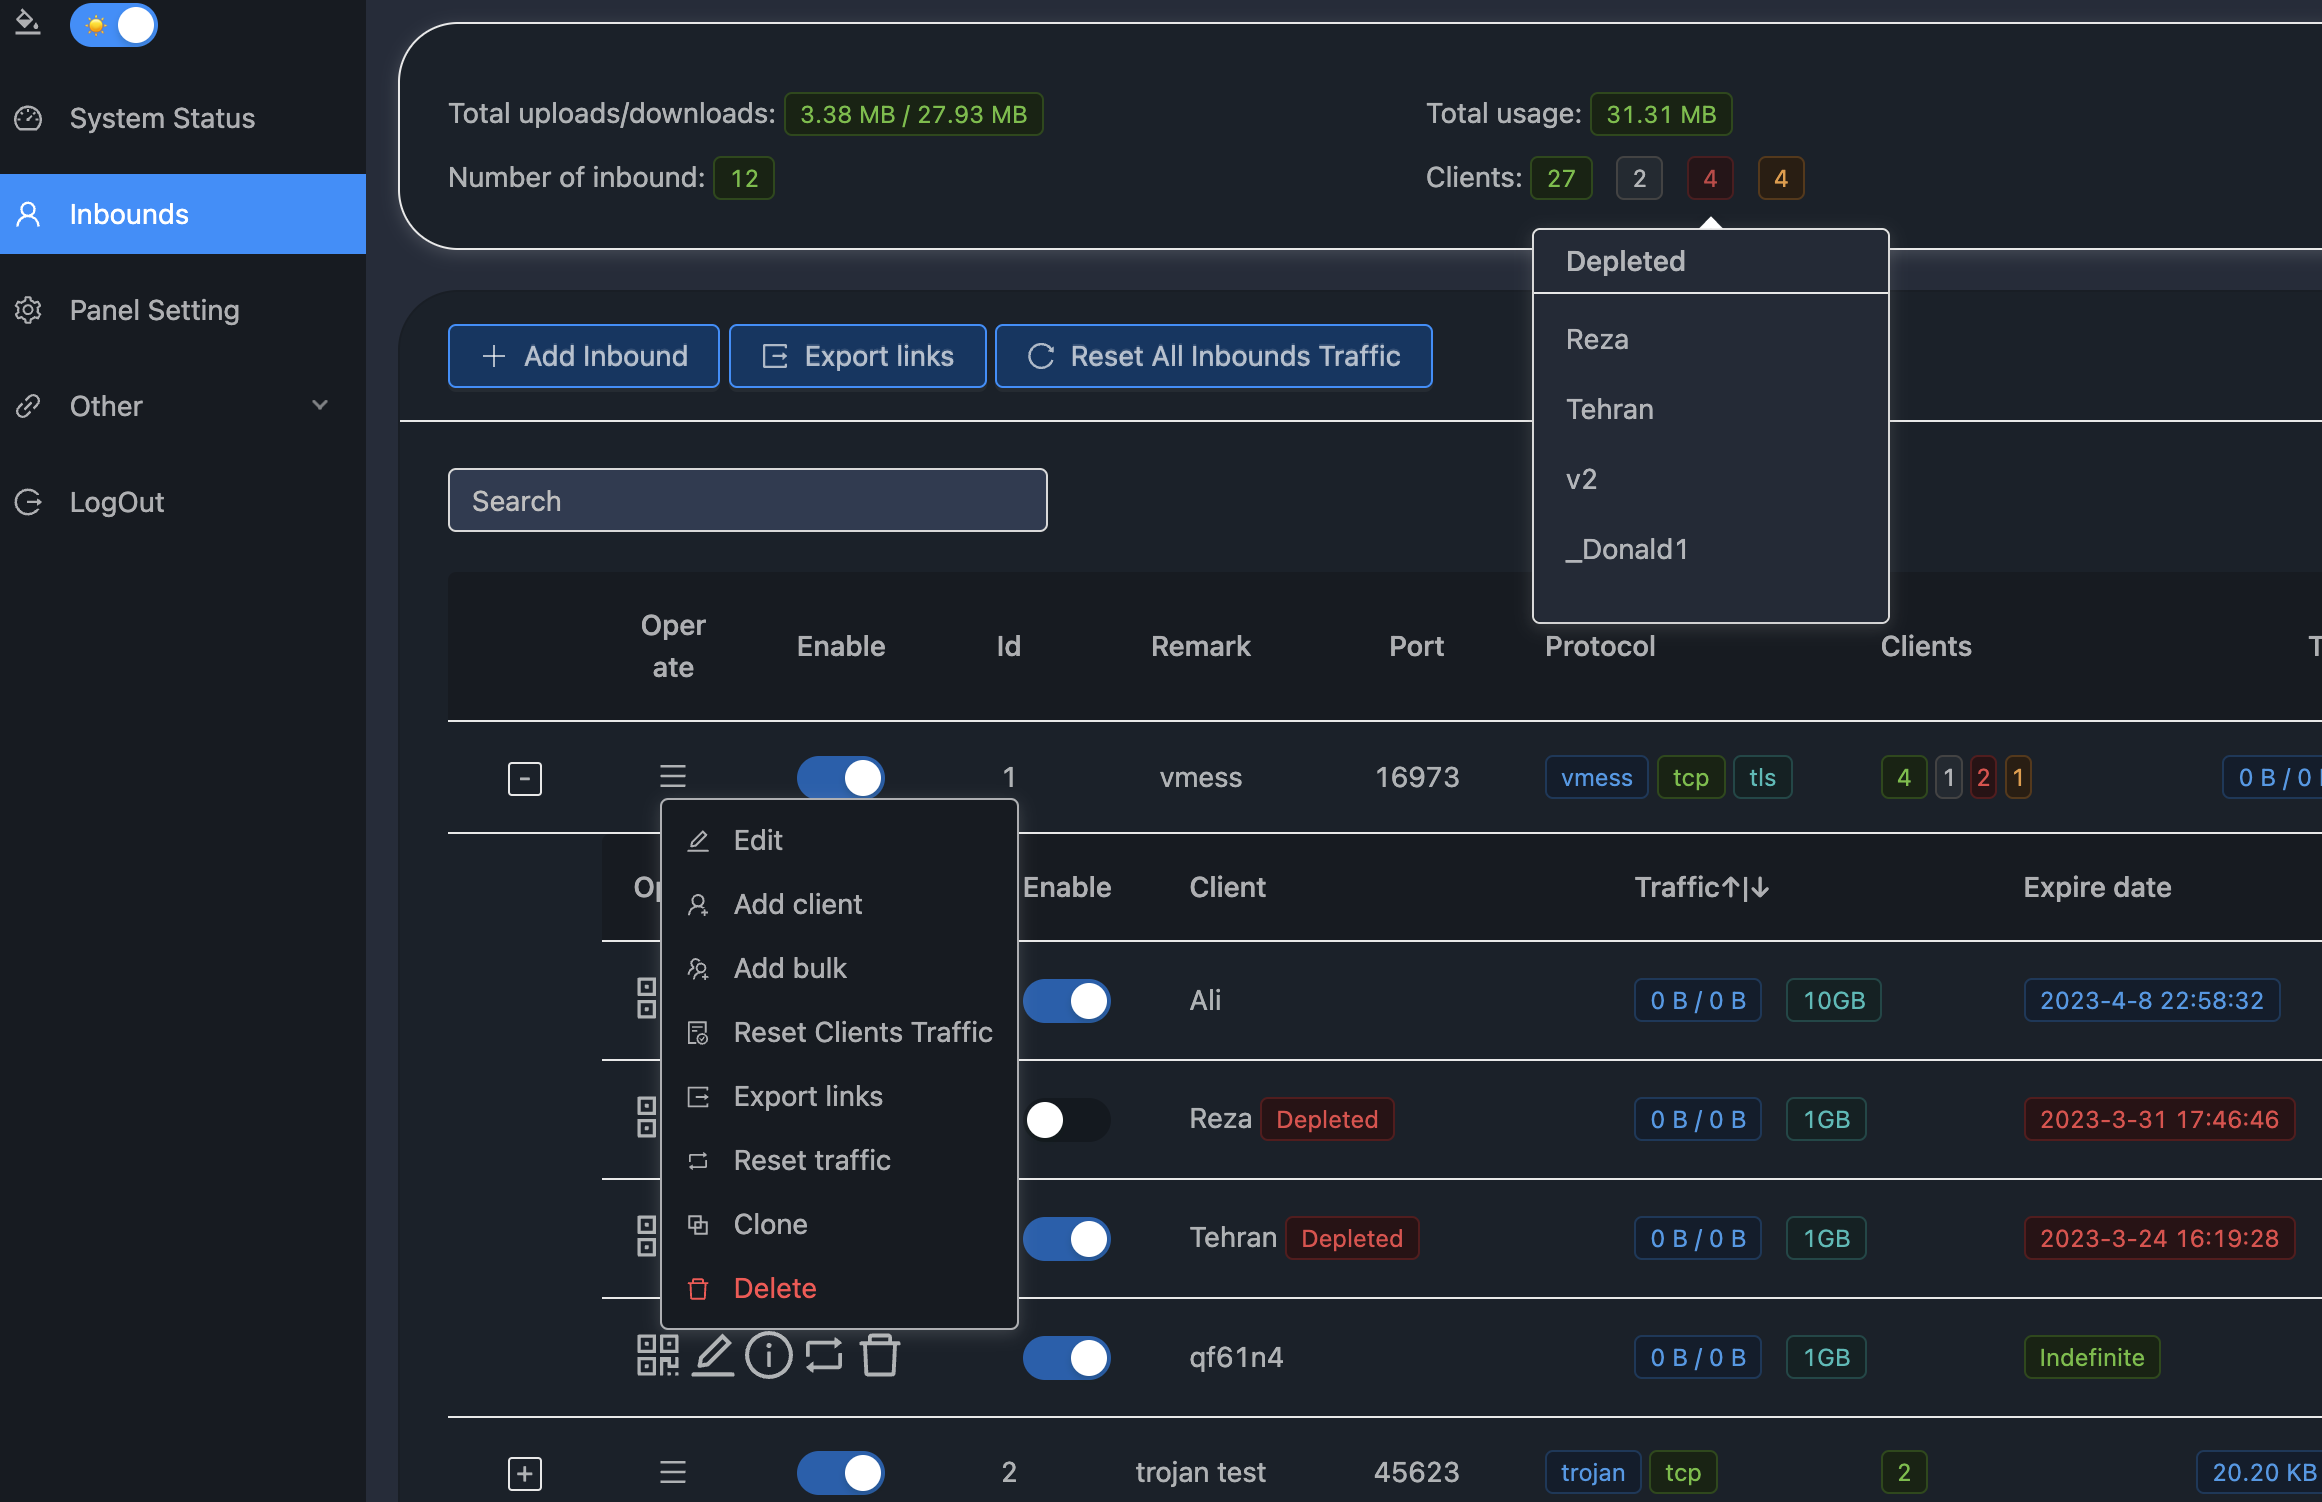 System Status
Inbounds
Panel Setting
Other
LogOut
Total uploads/downloads: 3.38 MB / 27.93 MB
Total usage: 31.31 MB
Number of inbound: 12
Clients: 27 2 4 4
Depleted
Reza
Tehran
v2
_Donald1
Add Inbound
Export links
Reset All Inbounds Traffic
Search
Oper
ate
Enable
Id
Remark
Port
Protocol
Clients
1
vmess
16973
vmess
tcp
tls
4
1
2
1
0 B / 0
Edit
Add client
Add bulk
Reset Clients Traffic
Export links
Reset traffic
Clone
Delete
Enable
Client
Traffic↑|↓
Expire date
Ali
0 B / 0 B
10GB
2023-4-8 22:58:32
Reza
Depleted
0 B / 0 B
1GB
2023-3-31 17:46:46
Tehran
Depleted
0 B / 0 B
1GB
2023-3-24 16:19:28
qf61n4
0 B / 0 B
1GB
Indefinite
2
trojan test
45623
trojan
tcp
2
20.20 KB